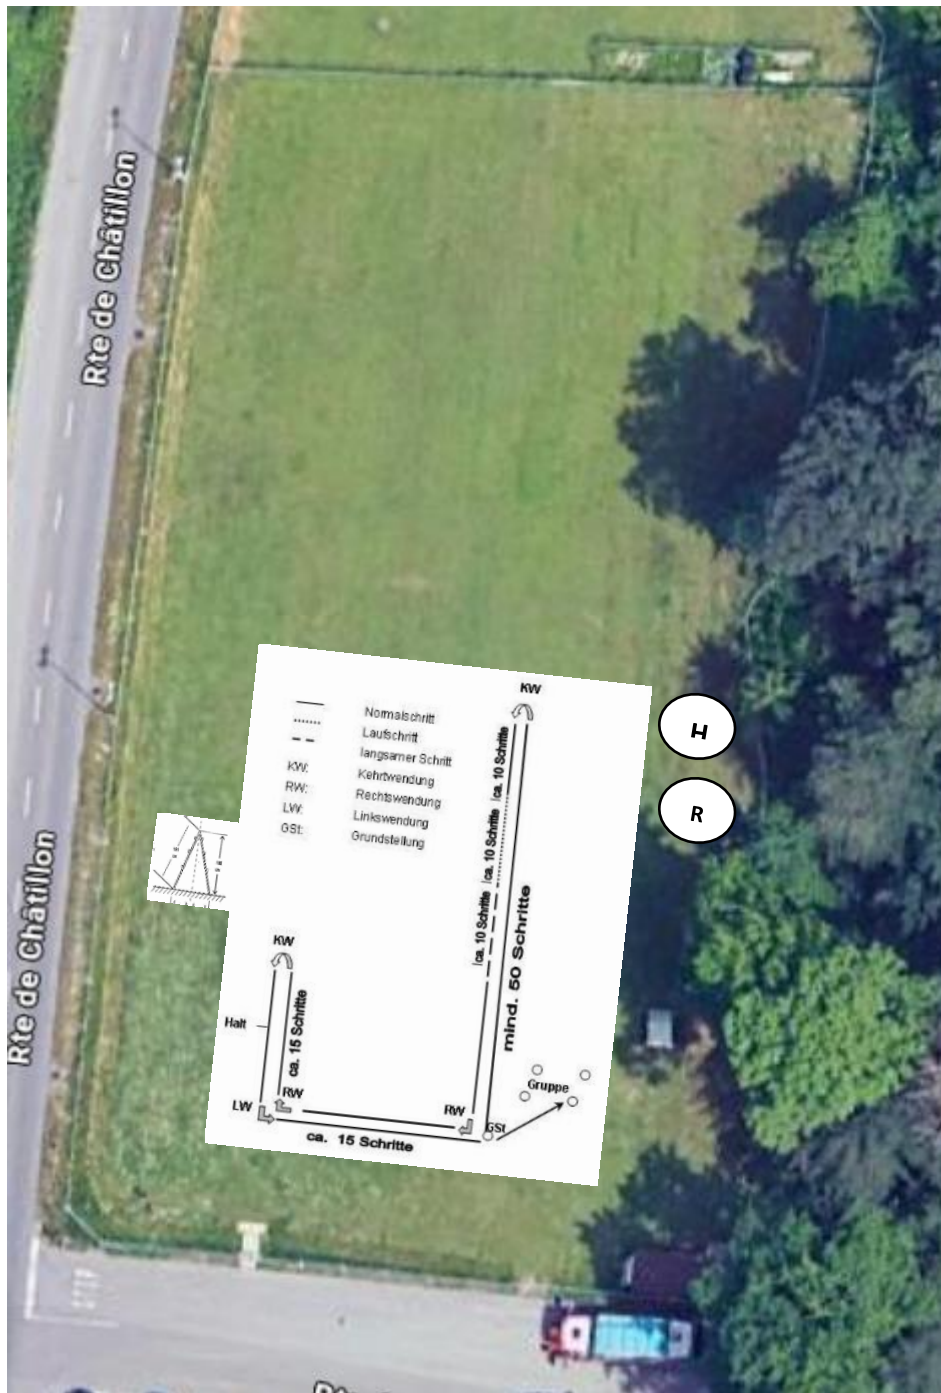 Rte de Châtillon
KW
Normalschritt
Laufschritt
langsamer Schritt
KW: Kehrtwendung
RW: Rechtswendung
LW: Linkswendung
GSt: Grundstellung
ca. 10 Schritte
ca. 10 Schritte
ca. 10 Schritte
mind. 50 Schritte
H
R
KW
Halt
ca. 15 Schritte
LW
RW
RW
GSt
Gruppe
ca. 15 Schritte
Rte de Châtillon